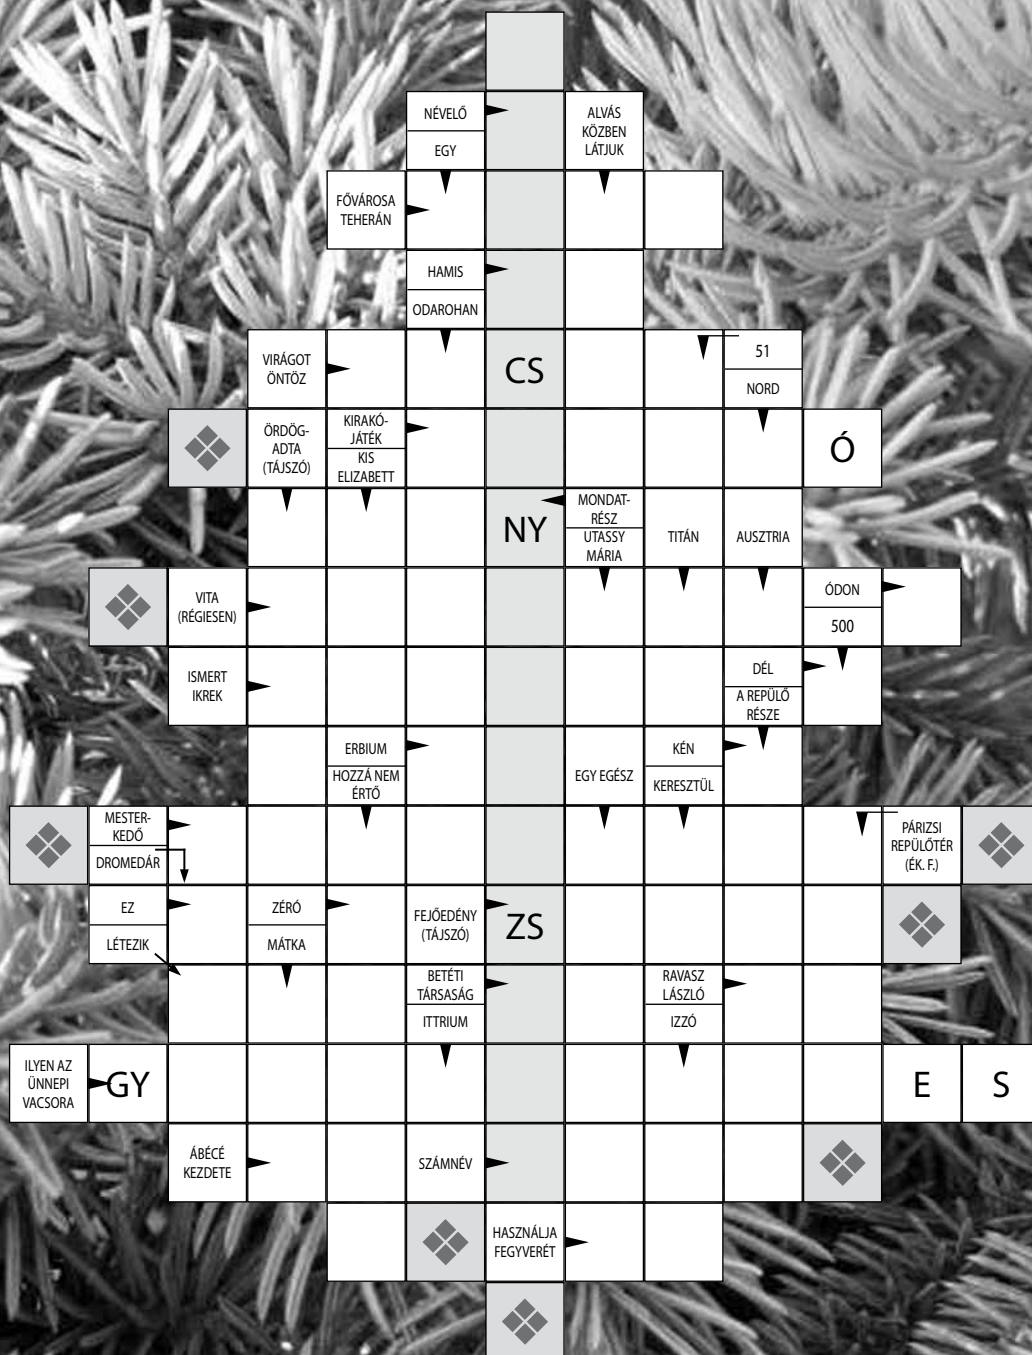 NÉVELŐ
EGY
ALVÁS
KÖZBEN
LÁTJUK
FŐVÁROSA
TEHERÁN
HAMIS
ODAROHAN
VIRÁGOT
ÖNTÖZ
CS
51
NORD
ÖRDÖG-
ADTA
(TÁJSZÓ)
KIRAKÓ-
JÁTÉK
KIS
ELIZABETT
Ó
NY
MONDAT-
RÉSZ
UTASSY
MÁRIA
TITÁN
AUSZTRIA
VITA
(RÉGIESEN)
ÓDON
500
ISMERT
IKREK
DÉL
A REPÜLŐ
RÉSZE
ERBIUM
HOZZÁ NEM
ÉRTŐ
EGY EGÉSZ
KÉN
KERESZTÜL
MESTER-
KEDŐ
DROMEDÁR
PÁRIZSI
REPÜLŐTÉR
(ÉK. F.)
EZ
LÉTEZIK
ZÉRÓ
MÁTKA
FEJŐEDÉNY
(TÁJSZÓ)
ZS
BETÉTI
TÁRSASÁG
ITTRIUM
RAVASZ
LÁSZLÓ
IZZÓ
ILYEN AZ
ÜNNEPI
VACSORA
GY
E
S
ÁBÉCÉ
KEZDETE
SZÁMNÉV
HASZNÁLJA
FEGYVERÉT